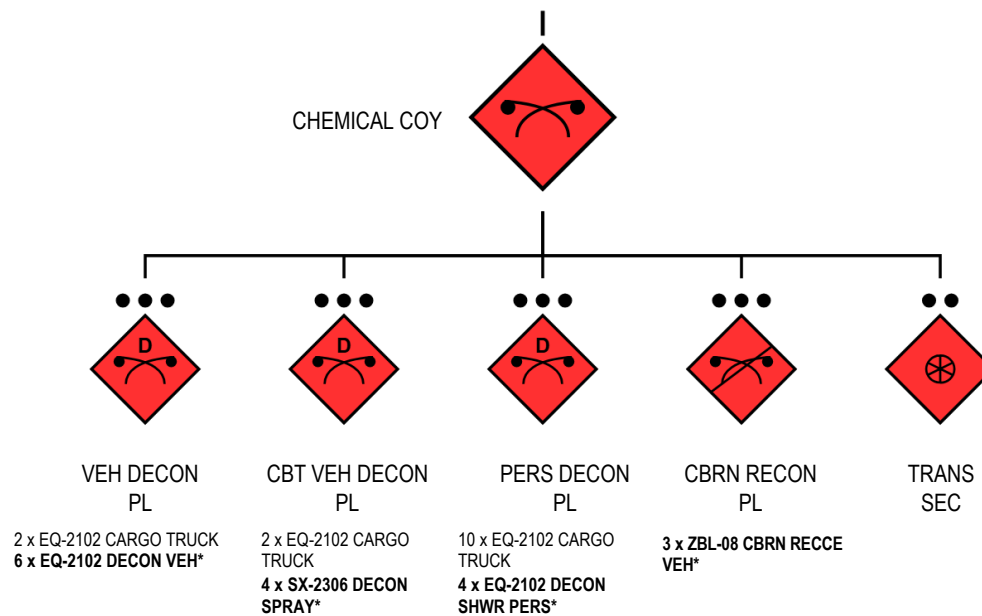 CHEMICAL COY
D
D
D
VEH DECON
PL
2 x EQ-2102 CARGO TRUCK
6 x EQ-2102 DECON VEH*
CBT VEH DECON
PL
2 x EQ-2102 CARGO
TRUCK
4 x SX-2306 DECON
SPRAY*
PERS DECON
PL
10 x EQ-2102 CARGO
TRUCK
4 x EQ-2102 DECON
SHWR PERS*
CBRN RECON
PL
3 x ZBL-08 CBRN RECCE
VEH*
TRANS
SEC